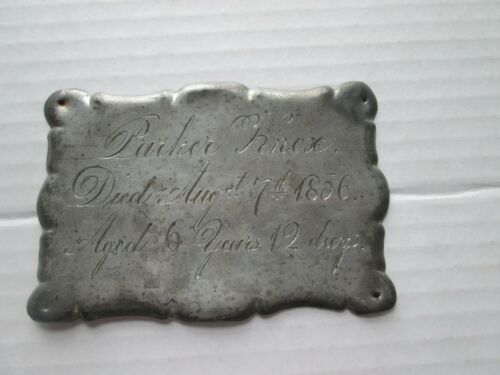 Parker Knox.
Died Augst 7th 1856.
Aged 6 Years 12 days.